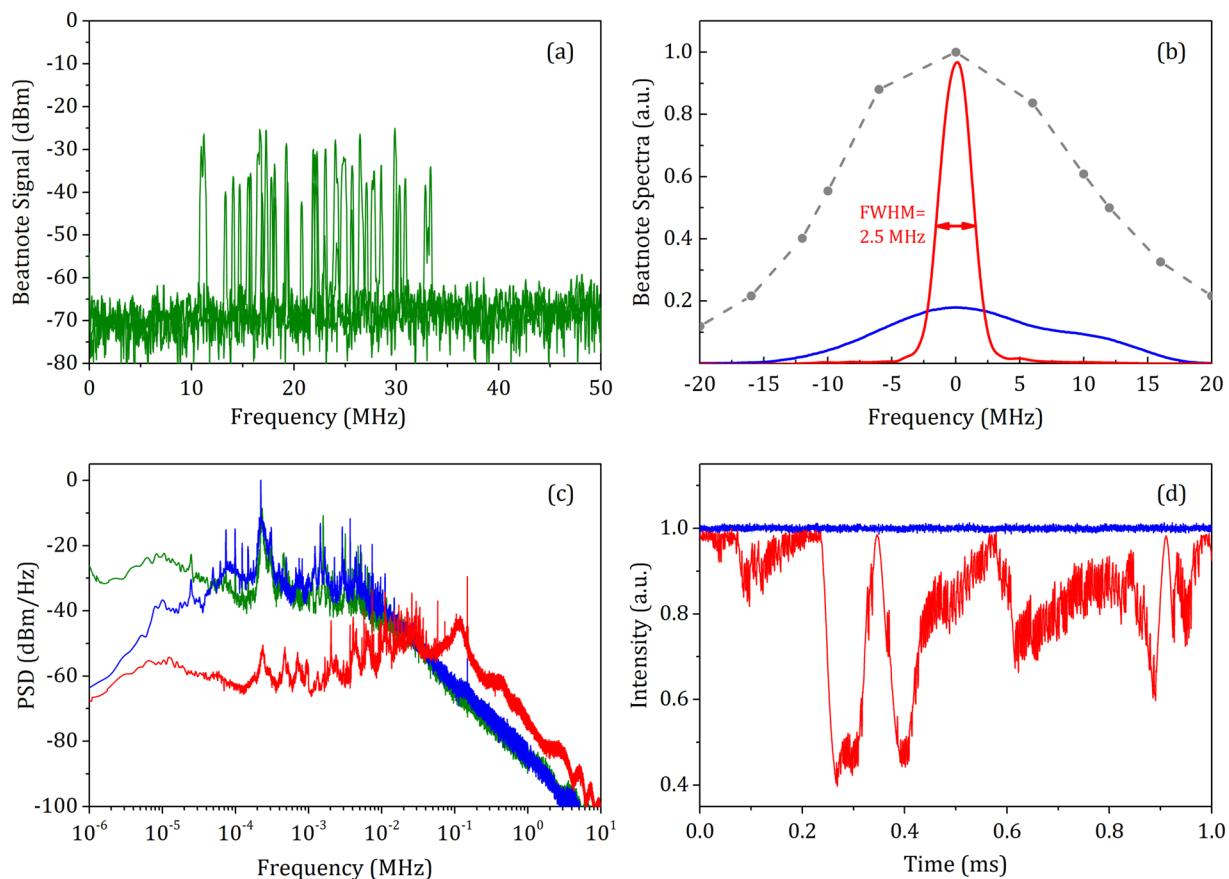 (a)
Beatnote Signal (dBm)
0
-10
-20
-30
-40
-50
-60
-70
-80
0 10 20 30 40 50
Frequency (MHz)
(b)
Beatnote Spectra (a.u.)
1.0
0.8
0.6
0.4
0.2
FWHM=
2.5 MHz
-20 -15 -10 -5 0 5 10 15 20
Frequency (MHz)
(c)
PSD (dBm/Hz)
0
-20
-40
-60
-80
-100
10⁻⁶ 10⁻⁵ 10⁻⁴ 10⁻³ 10⁻² 10⁻¹ 10⁰ 10¹
Frequency (MHz)
(d)
Intensity (a.u.)
1.0
0.8
0.6
0.4
0.0 0.2 0.4 0.6 0.8 1.0
Time (ms)